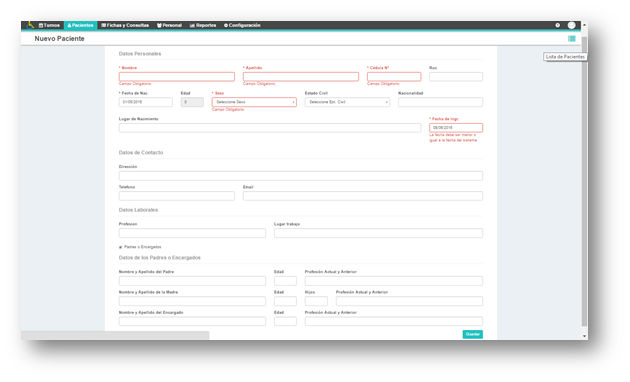 Turnos Pacientes Fichas y Consultas Personal Reportes Configuración
Nuevo Paciente
Lista de Pacientes
Datos Personales
* Nombre * Apellido * Cédula N° Ruc
Campo Obligatorio Campo Obligatorio Campo Obligatorio
* Fecha de Nac. Edad * Sexo Estado Civil Nacionalidad
31/05/2016 0 Seleccione Sexo Seleccione Est. Civil
Campo Obligatorio
Lugar de Nacimiento * Fecha de Ingr.
08/06/2016
La fecha debe ser menor o
igual a la fecha del sistema
Datos de Contacto
Dirección
Telefono Email
Datos Laborales
Profesion Lugar trabajo
Padres o Encargados
Datos de los Padres o Encargados
Nombre y Apellido del Padre Edad Profesión Actual y Anterior
Nombre y Apellido de la Madre Edad Hijos Profesión Actual y Anterior
Nombre y Apellido del Encargado Edad Profesión Actual y Anterior
Guardar